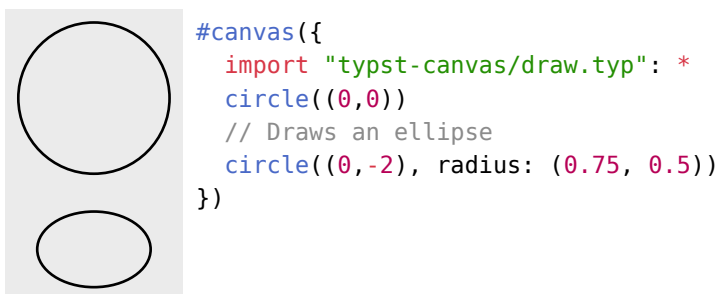 #canvas({
  import "typst-canvas/draw.typ": *
  circle((0,0))
  // Draws an ellipse
  circle((0,-2), radius: (0.75, 0.5))
})